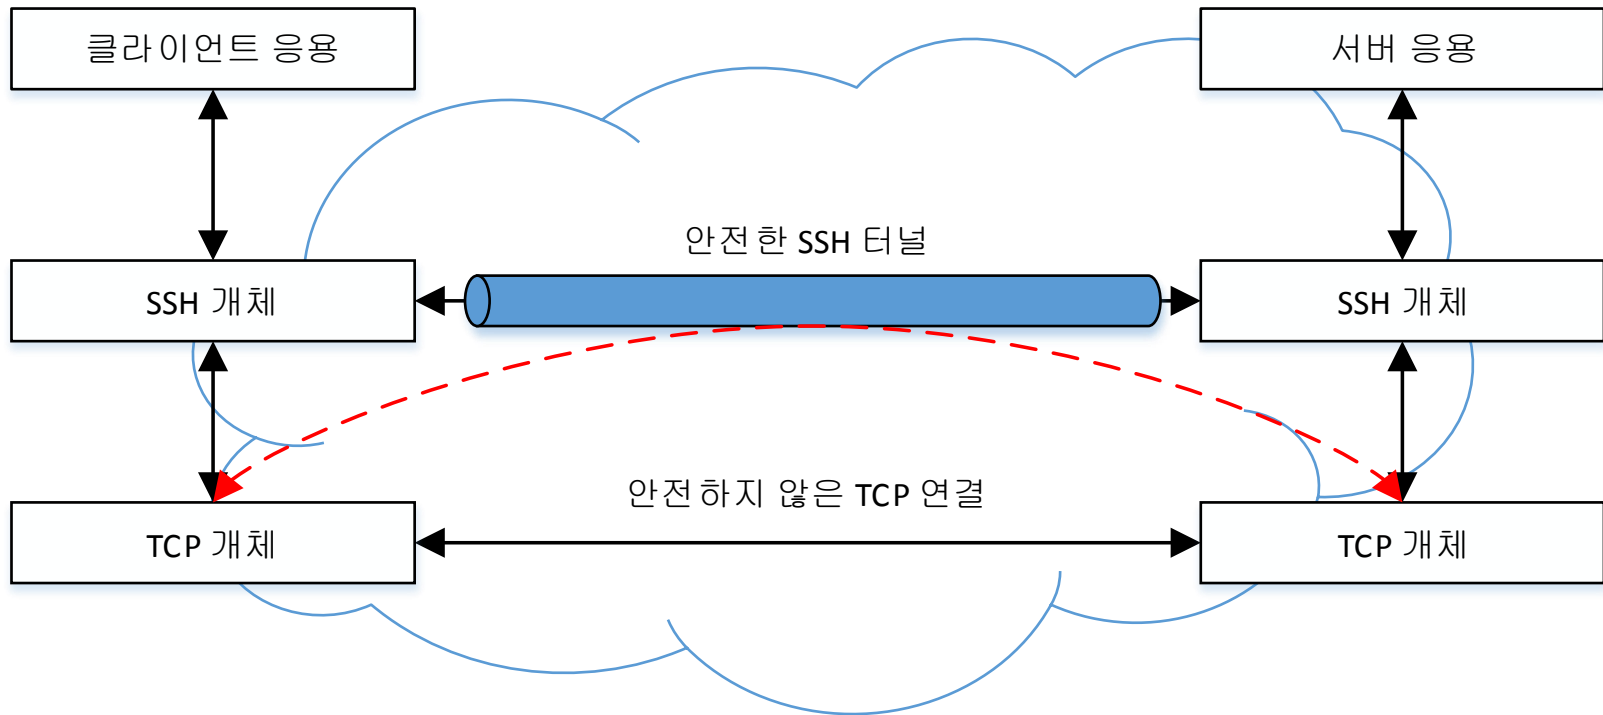 클라이언트 응용
서버 응용
안전한 SSH 터널
SSH 개체
SSH 개체
안전하지 않은 TCP 연결
TCP 개체
TCP 개체